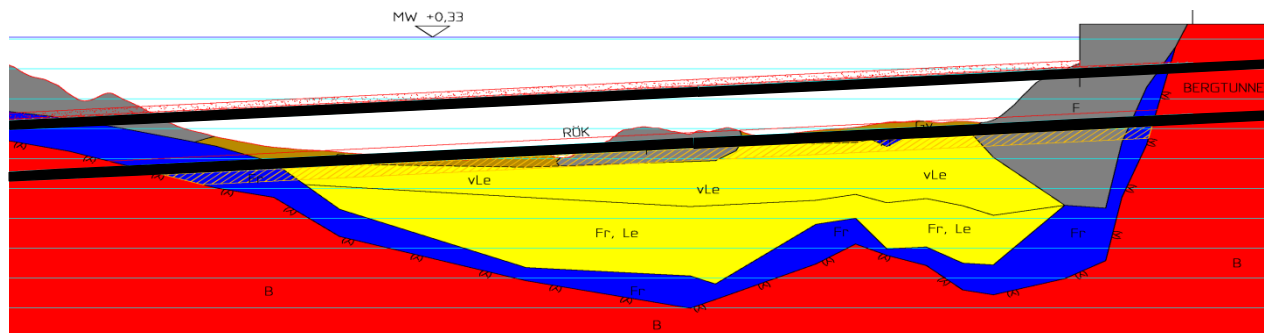 MW +0,33
BERGTUNNE
F
RÖK
Gy
vLe
vLe
vLe
Fr, Le
Fr
Fr, Le
Fr
B
Fr
B
B